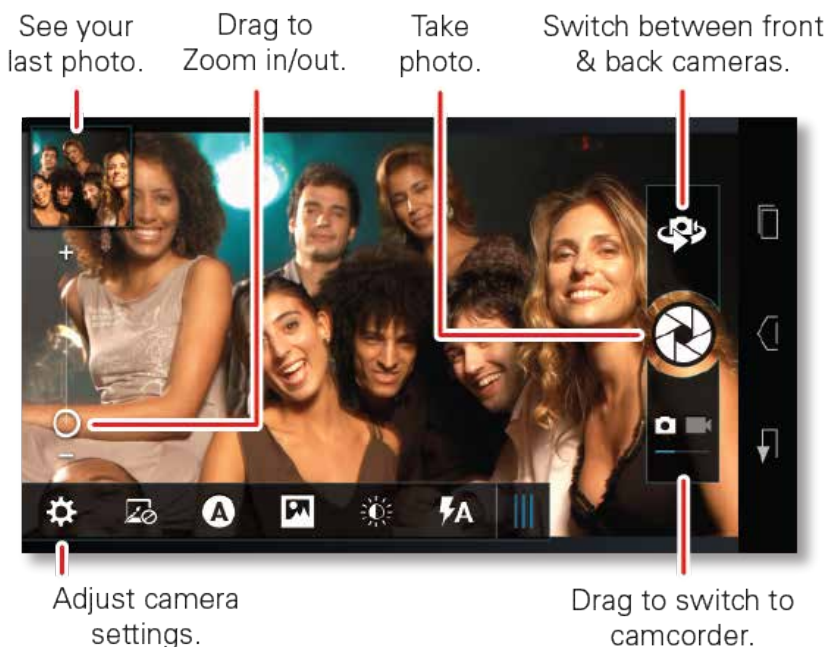 See your
last photo.
Drag to
Zoom in/out.
Take
photo.
Switch between front
& back cameras.
+
−
A
A
Adjust camera
settings.
Drag to switch to
camcorder.